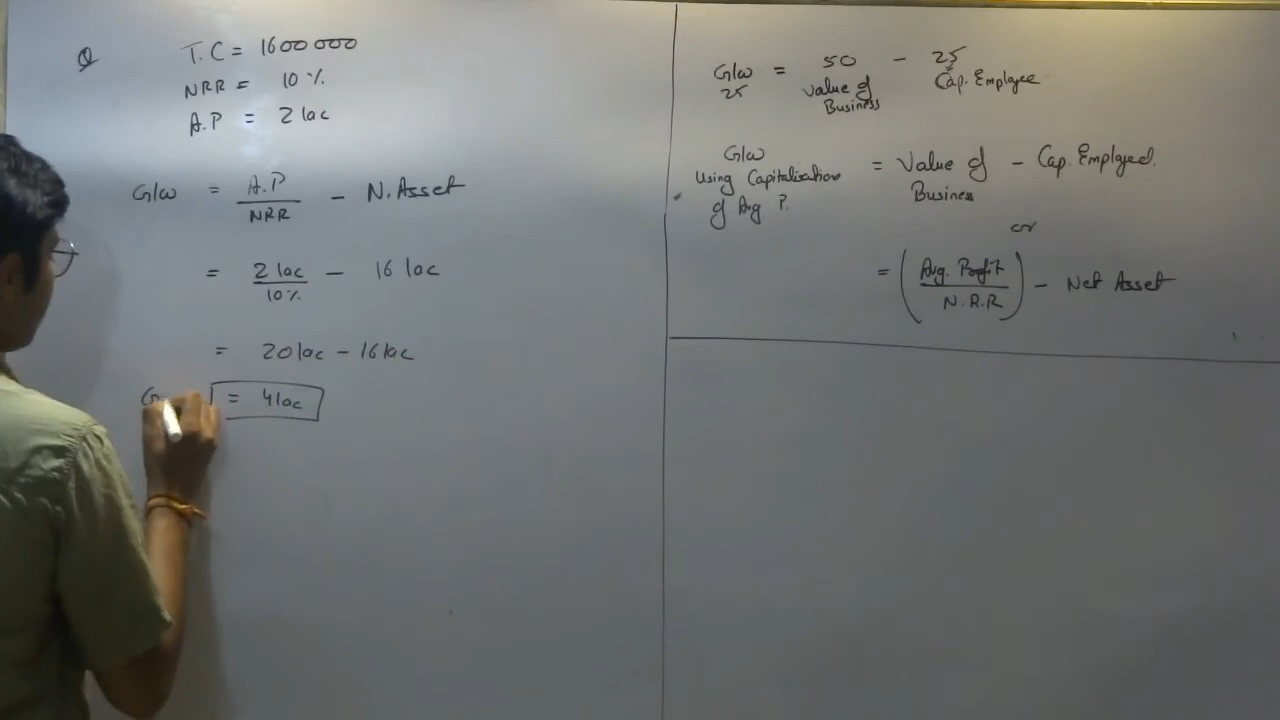 Q
T.C = 1600 000
NRR = 10 %
A.P = 2 lac
G/w = A.P / NRR - N. Asset
= 2 lac / 10% - 16 lac
= 20 lac - 16 lac
G = 4 lac
G/w = 50 - 25
25 Value of Cap. Employee
Business
G/w
Using Capitalisation = Value of - Cap. Employed.
of Avg P. Business
or
= ( Avg. Profit / N.R.R ) - Net Asset